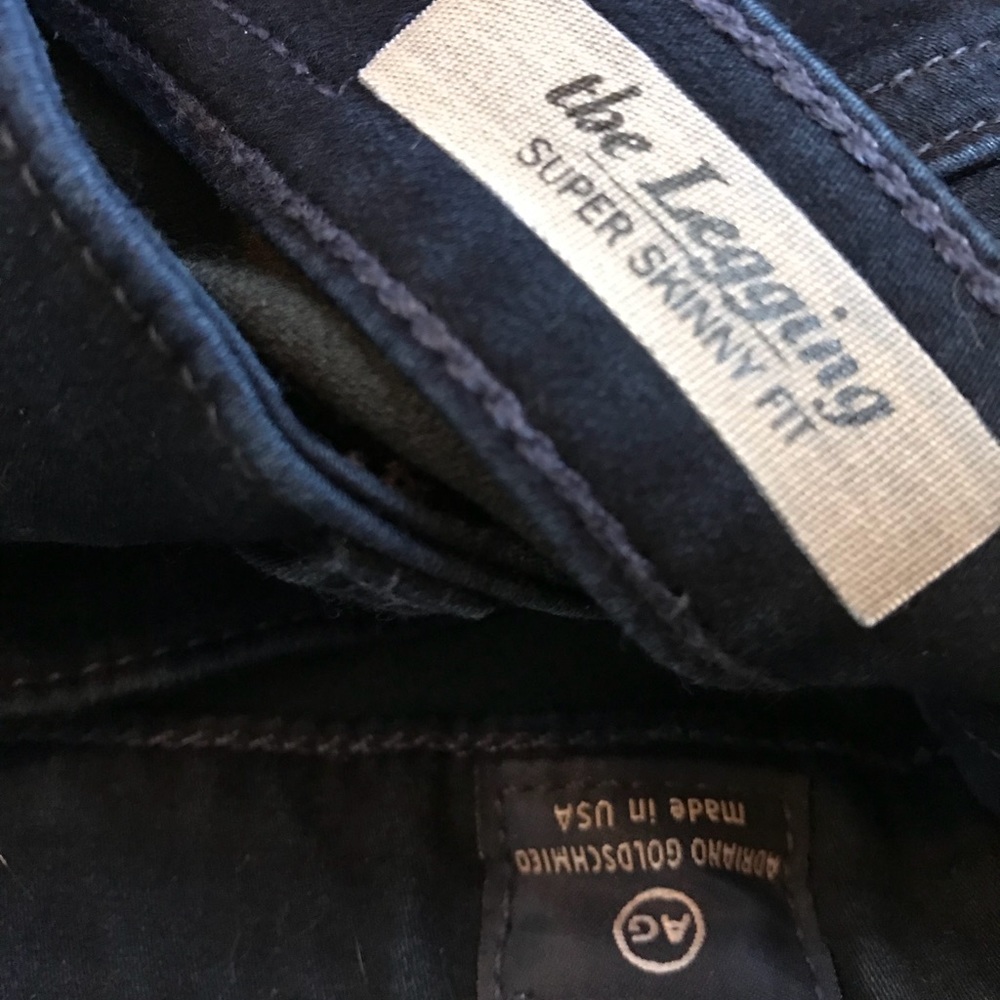 the Legging
SUPER SKINNY FIT
AG
ADRIANO GOLDSCHMIED
made in USA